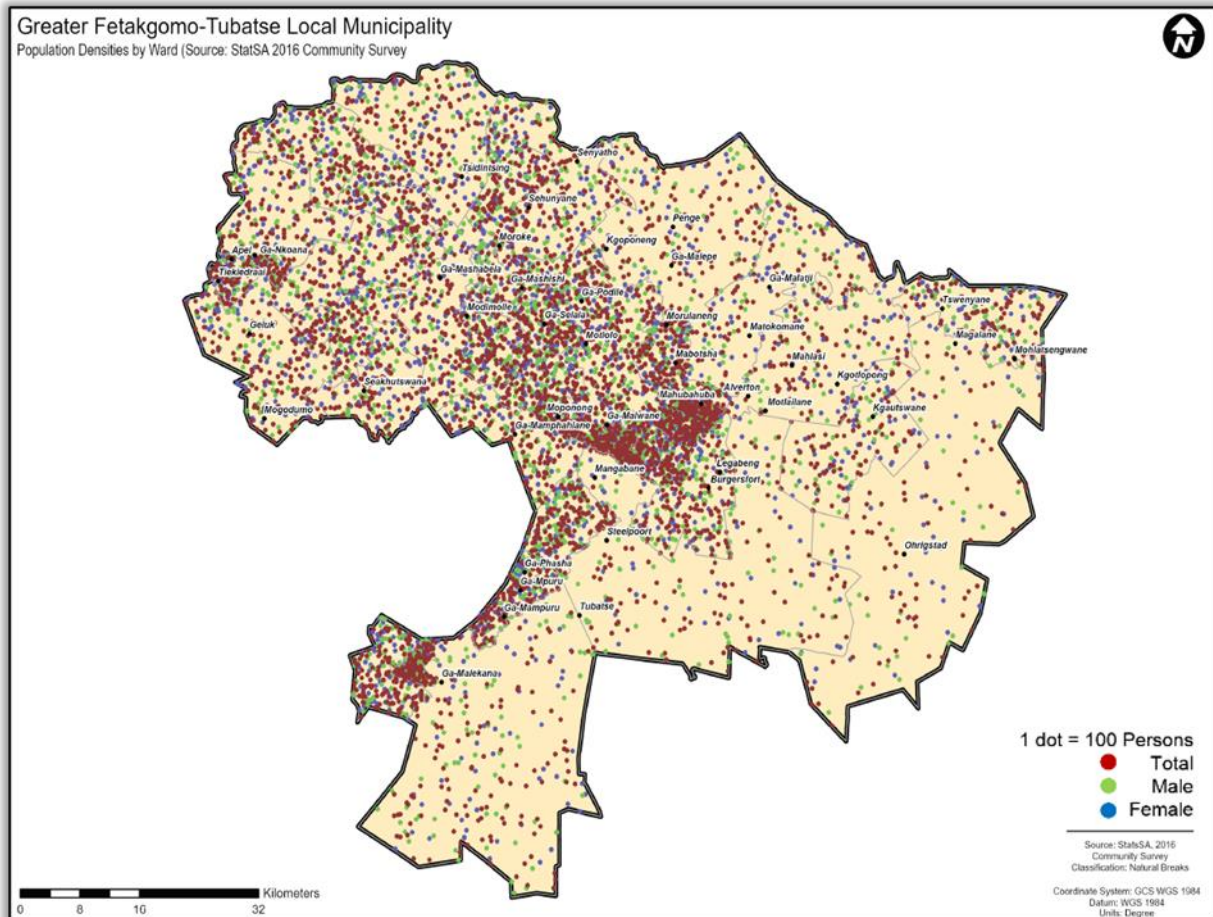 Greater Fetakgomo-Tubatse Local Municipality
Population Densities by Ward (Source: StatSA 2016 Community Survey
N
Senyatho
Tsidintsing
Sehunyane
Penge
Moroke
Kgoponeng
Apel
Ga-Nkoana
Ga-Malepe
Tiekiedraai
Ga-Mashabela
Ga-Mashishi
Ga-Malatji
Ga-Podile
Tswenyane
Modimolle
Ga-Selala
Geluk
Morulaneng
Matokomane
Magalane
Motlolo
Mohlatsengwane
Mabotsha
Mahlasi
Seakhutswana
Kgotlopong
Alverton
Mahubahuba
Mogodumo
Moponong
Motlailane
Kgautswane
Ga-Malwane
Ga-Mamphahlane
Mangabane
Legabeng
Burgersfort
Steelpoort
Ohrigstad
Ga-Phasha
Ga-Mpuru
Ga-Mampuru
Tubatse
Ga-Malekana
1 dot = 100 Persons
Total
Male
Female
Source: StatsSA, 2016
Community Survey
Classification: Natural Breaks
Coordinate System: GCS WGS 1984
Datum: WGS 1984
Units: Degree
Kilometers
0 8 16 32